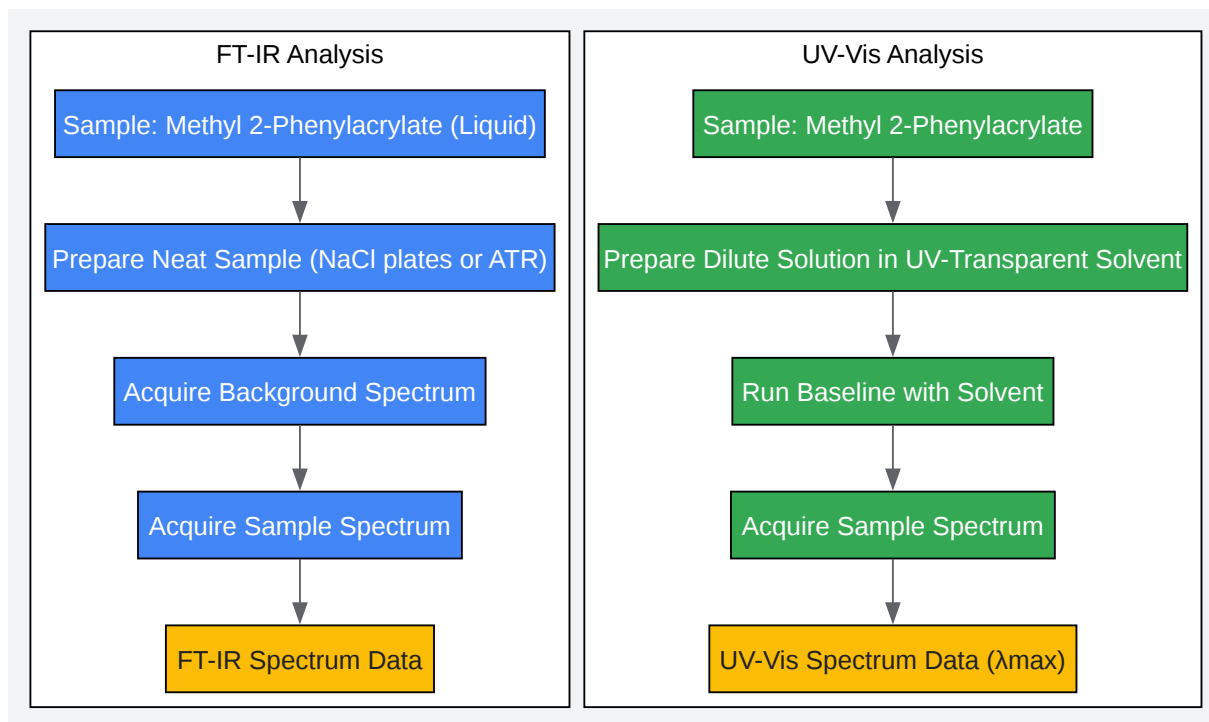 FT-IR Analysis
Sample: Methyl 2-Phenylacrylate (Liquid)
Prepare Neat Sample (NaCl plates or ATR)
Acquire Background Spectrum
Acquire Sample Spectrum
FT-IR Spectrum Data
UV-Vis Analysis
Sample: Methyl 2-Phenylacrylate
Prepare Dilute Solution in UV-Transparent Solvent
Run Baseline with Solvent
Acquire Sample Spectrum
UV-Vis Spectrum Data (λmax)